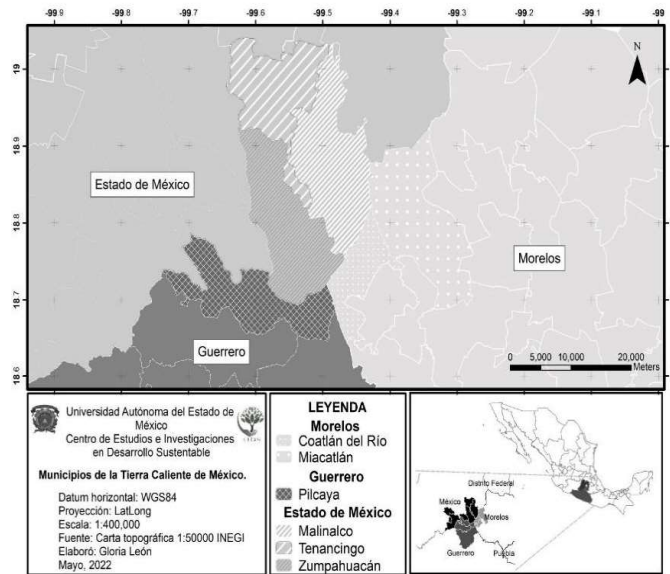 -99.9 -99.8 -99.7 -99.6 -99.5 -99.4 -99.3 -99.2 -99.1 -99
19
18.9
18.8
18.7
18.6
N
Estado de México
Morelos
Guerrero
0 5,000 10,000 20,000
Meters
Universidad Autónoma del Estado de
México
Centro de Estudios e Investigaciones
en Desarrollo Sustentable
Municipios de la Tierra Caliente de México.
Datum horizontal: WGS84
Proyección: LatLong
Escala: 1:400,000
Fuente: Carta topográfica 1:50000 INEGI
Elaboró: Gloria León
Mayo, 2022
LEYENDA
Morelos
Coatlán del Río
Miacatlán
Guerrero
Pilcaya
Estado de México
Malinalco
Tenancingo
Zumpahuacán
Distrito Federal
México
Morelos
Guerrero
Puebla